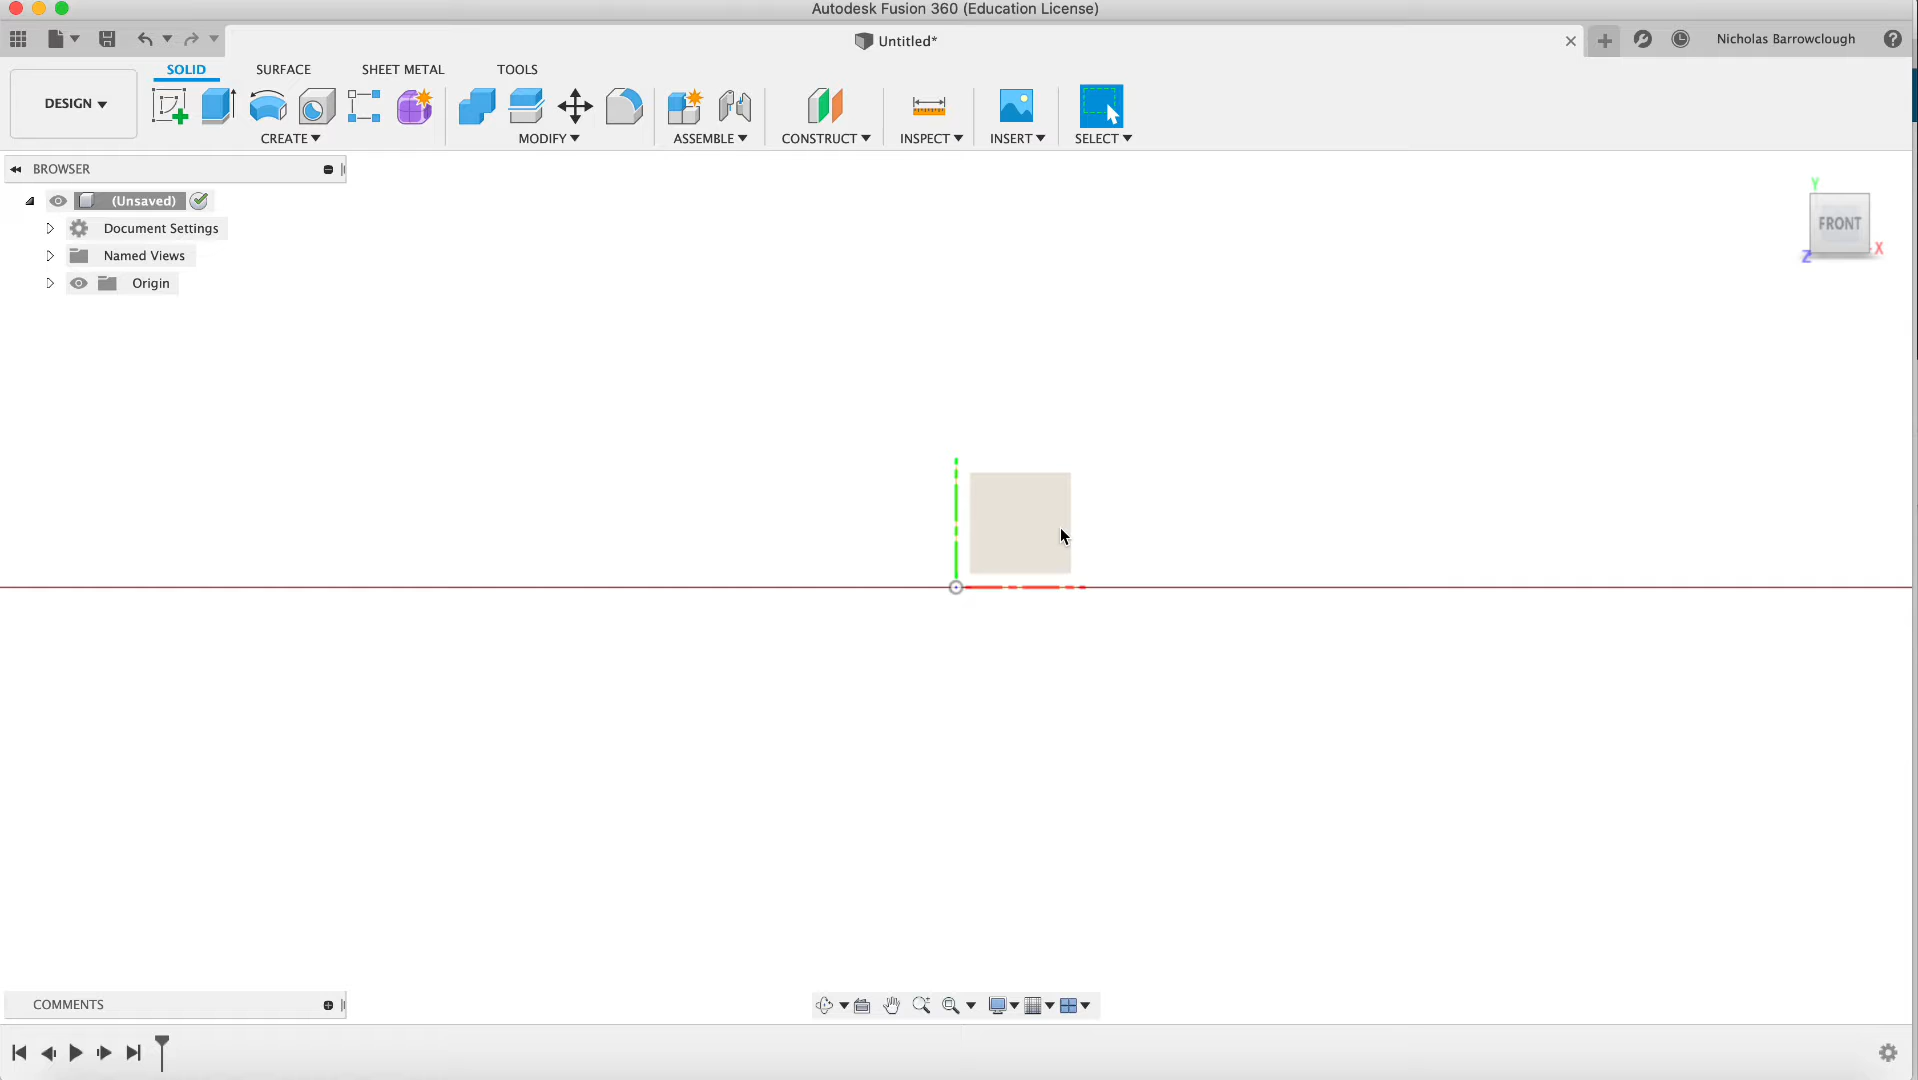 Autodesk Fusion 360 (Education License)
Untitled*
Nicholas Barrowclough
DESIGN
SOLID
SURFACE
SHEET METAL
TOOLS
CREATE
MODIFY
ASSEMBLE
CONSTRUCT
INSPECT
INSERT
SELECT
BROWSER
(Unsaved)
Document Settings
Named Views
Origin
Y
FRONT
X
Z
COMMENTS